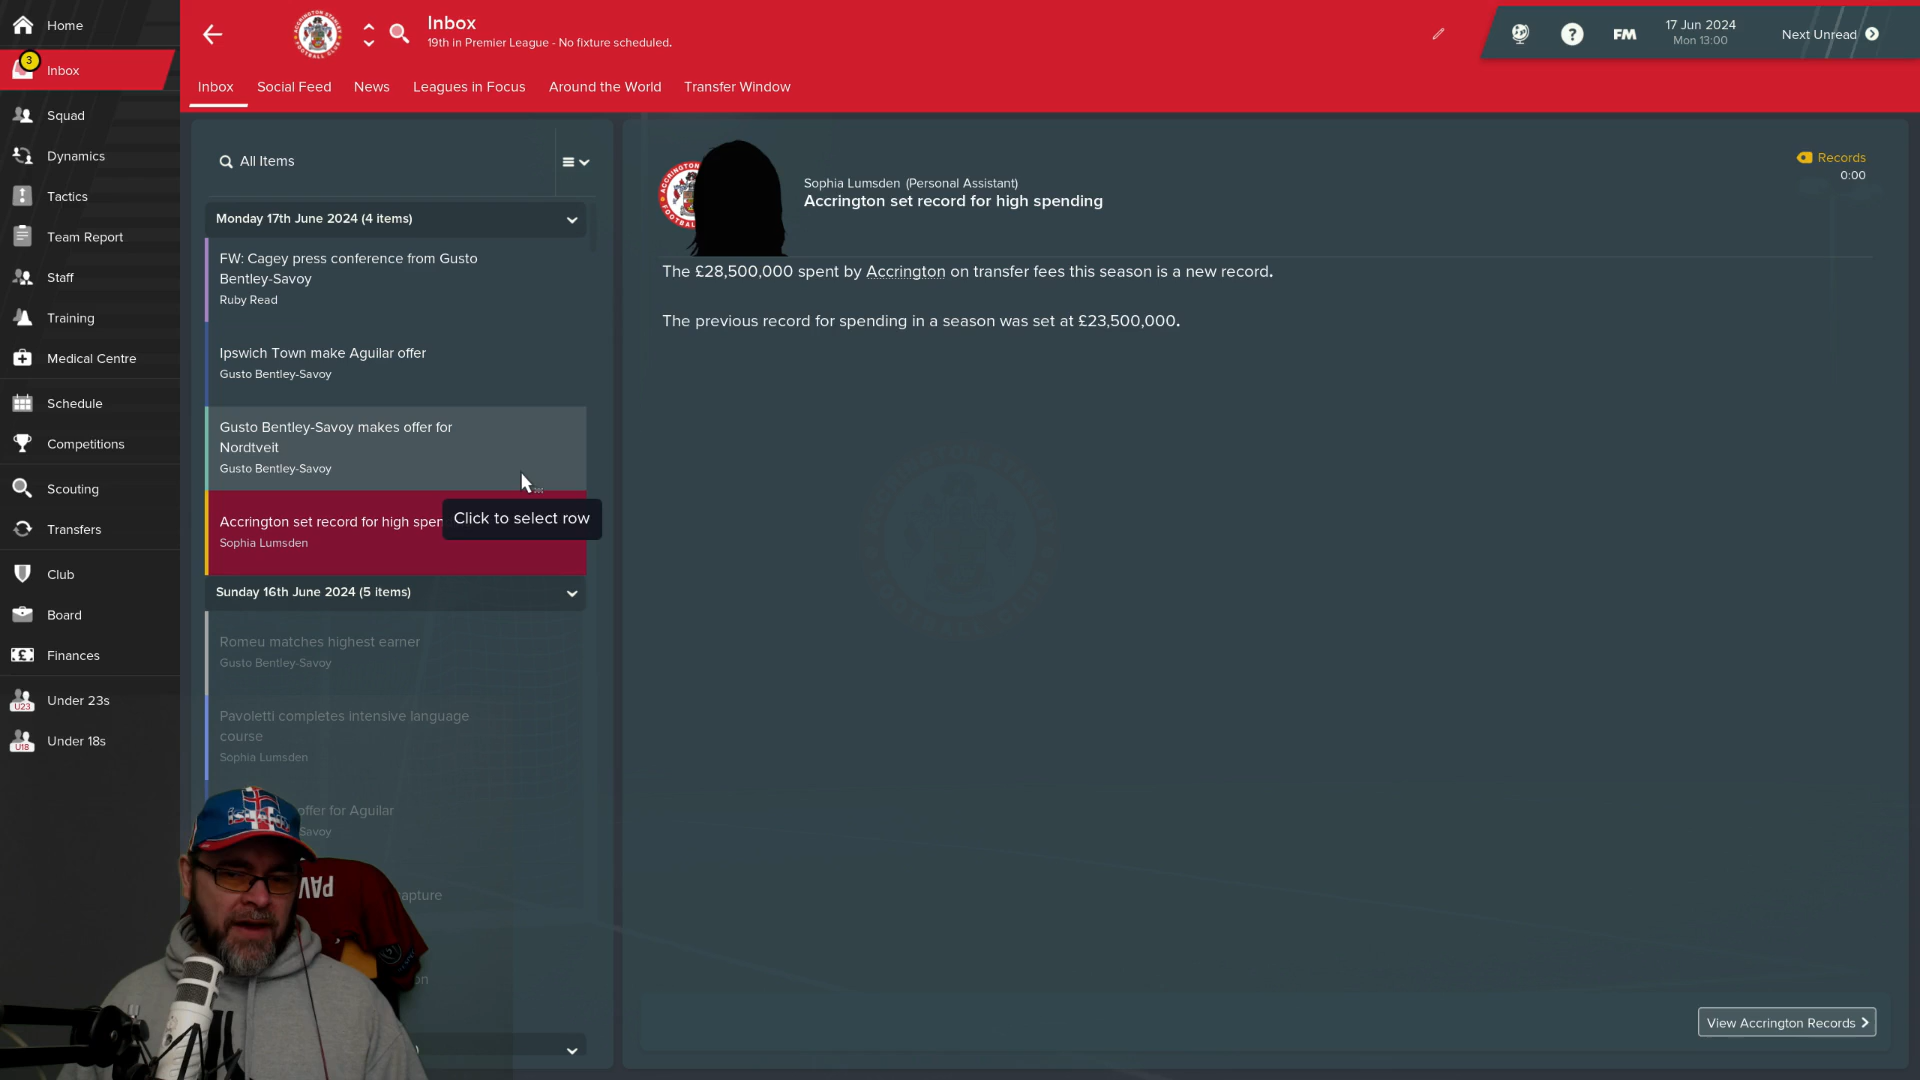 Home
3
Inbox
Squad
Dynamics
Tactics
Team Report
Staff
Training
Medical Centre
Schedule
Competitions
Scouting
Transfers
Club
Board
Finances
U23
Under 23s
U18
Under 18s
Inbox
19th in Premier League - No fixture scheduled.
FM
17 Jun 2024
Mon 13:00
Next Unread
Inbox
Social Feed
News
Leagues in Focus
Around the World
Transfer Window
All Items
Monday 17th June 2024 (4 items)
FW: Cagey press conference from Gusto
Bentley-Savoy
Ruby Read
Ipswich Town make Aguilar offer
Gusto Bentley-Savoy
Gusto Bentley-Savoy makes offer for
Nordtveit
Gusto Bentley-Savoy
Accrington set record for high spen
Sophia Lumsden
Click to select row
Sunday 16th June 2024 (5 items)
Romeu matches highest earner
Gusto Bentley-Savoy
Pavoletti completes intensive language
course
Sophia Lumsden
offer for Aguilar
Savoy
apture
on
Sophia Lumsden (Personal Assistant)
Accrington set record for high spending
Records
0:00
The £28,500,000 spent by Accrington on transfer fees this season is a new record.
The previous record for spending in a season was set at £23,500,000.
View Accrington Records